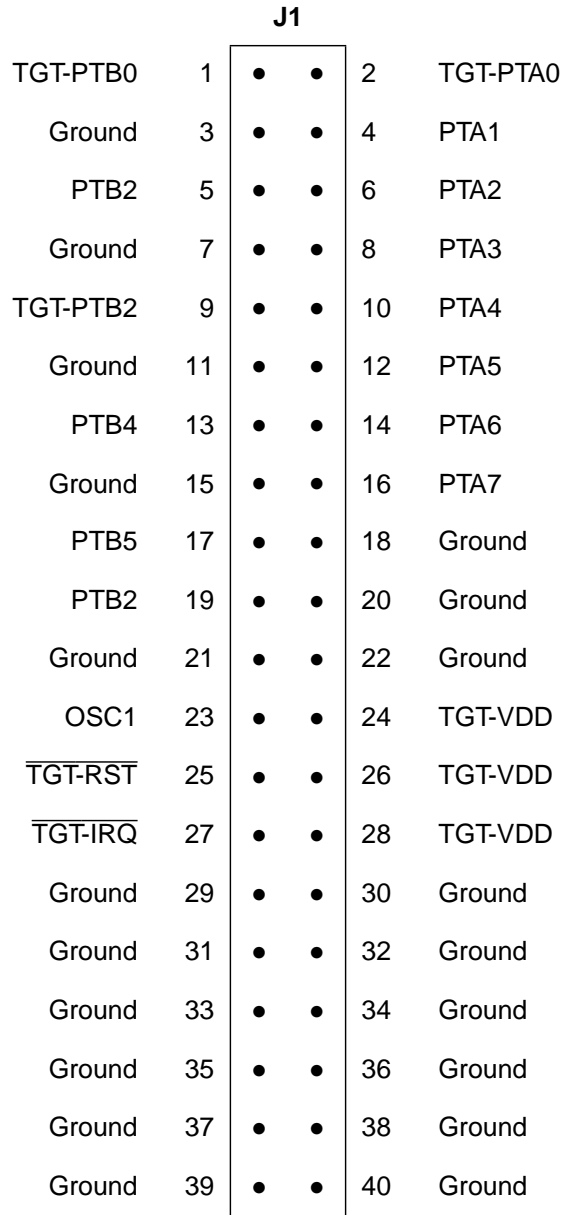 J1
TGT-PTB0 1 2 TGT-PTA0
Ground 3 4 PTA1
PTB2 5 6 PTA2
Ground 7 8 PTA3
TGT-PTB2 9 10 PTA4
Ground 11 12 PTA5
PTB4 13 14 PTA6
Ground 15 16 PTA7
PTB5 17 18 Ground
PTB2 19 20 Ground
Ground 21 22 Ground
OSC1 23 24 TGT-VDD
TGT-RST 25 26 TGT-VDD
TGT-IRQ 27 28 TGT-VDD
Ground 29 30 Ground
Ground 31 32 Ground
Ground 33 34 Ground
Ground 35 36 Ground
Ground 37 38 Ground
Ground 39 40 Ground